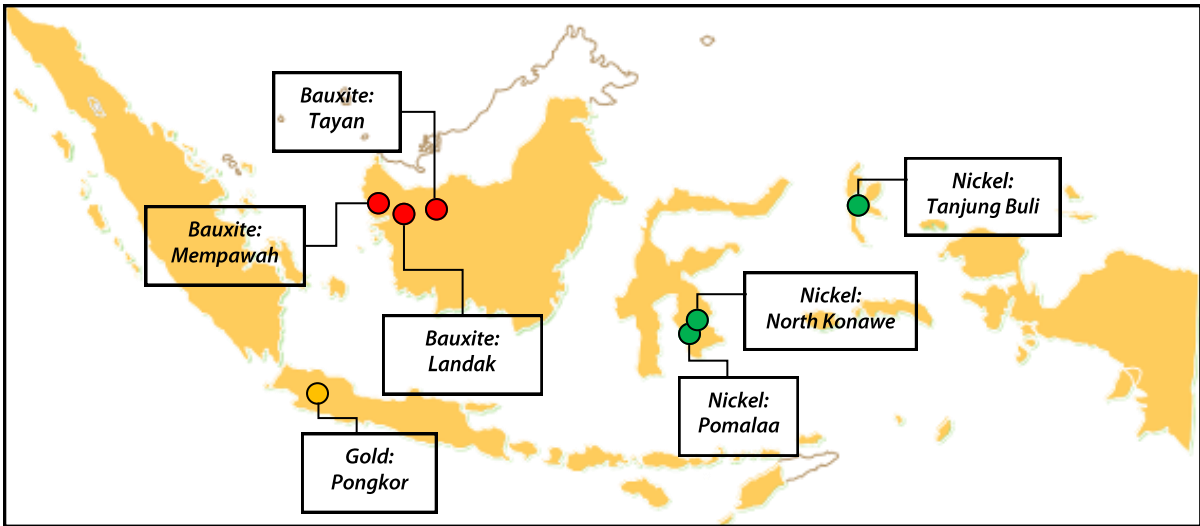 Bauxite:
Tayan
Bauxite:
Mempawah
Bauxite:
Landak
Gold:
Pongkor
Nickel:
Tanjung Buli
Nickel:
North Konawe
Nickel:
Pomalaa